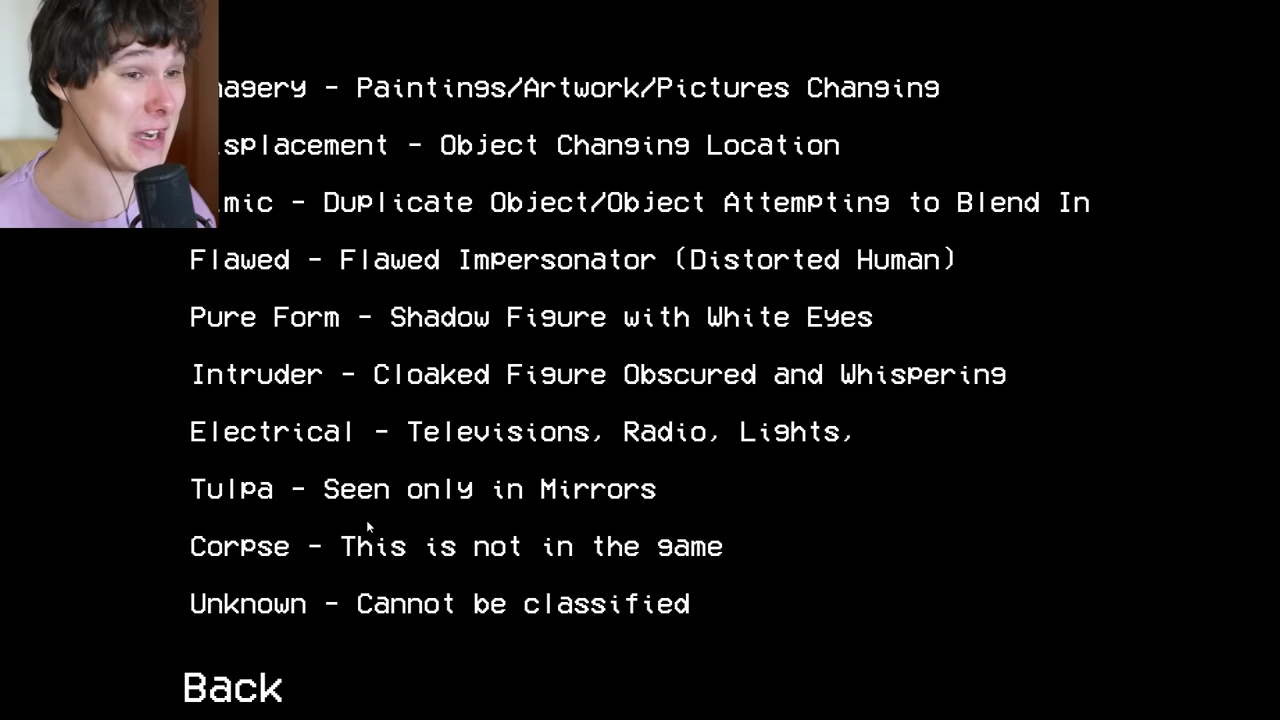 - Paintings/Artwork/Pictures Changing
- Object Changing Location
- Duplicate Object/Object Attempting to Blend In
Flawed - Flawed Impersonator (Distorted Human)
Pure Form - Shadow Figure with White Eyes
Intruder - Cloaked Figure Obscured and Whispering
Electrical - Televisions, Radio, Lights,
Tulpa - Seen only in Mirrors
Corpse - This is not in the game
Unknown - Cannot be classified
Back